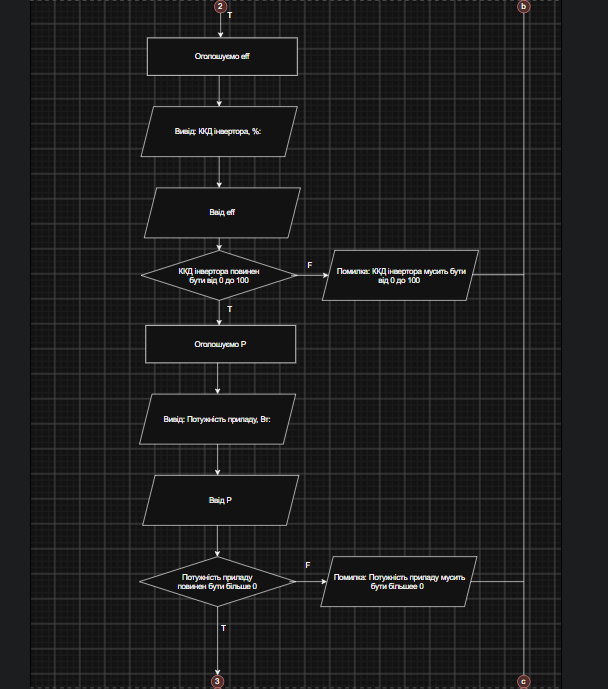 2
b
T
Оголошуємо eff
Вивід: ККД інвертора, %:
Ввід eff
ККД інвертора повинен
бути від 0 до 100
F
Помилка: ККД інвертора мусить бути
від 0 до 100
T
Оголошуємо P
Вивід: Потужність приладу, Вт:
Ввід P
Потужність приладу
повинен бути більше 0
F
Помилка: Потужність приладу мусить
бути більшее 0
T
3
c